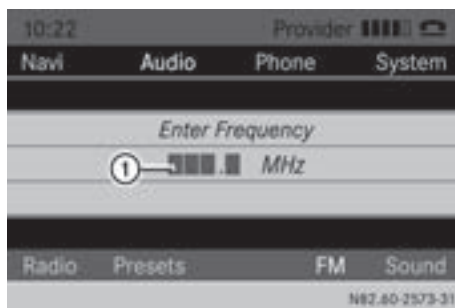 10:22 Provider
Navi Audio Phone System
Enter Frequency
1 . MHz
Radio Presets FM Sound
N82.60-2573-31